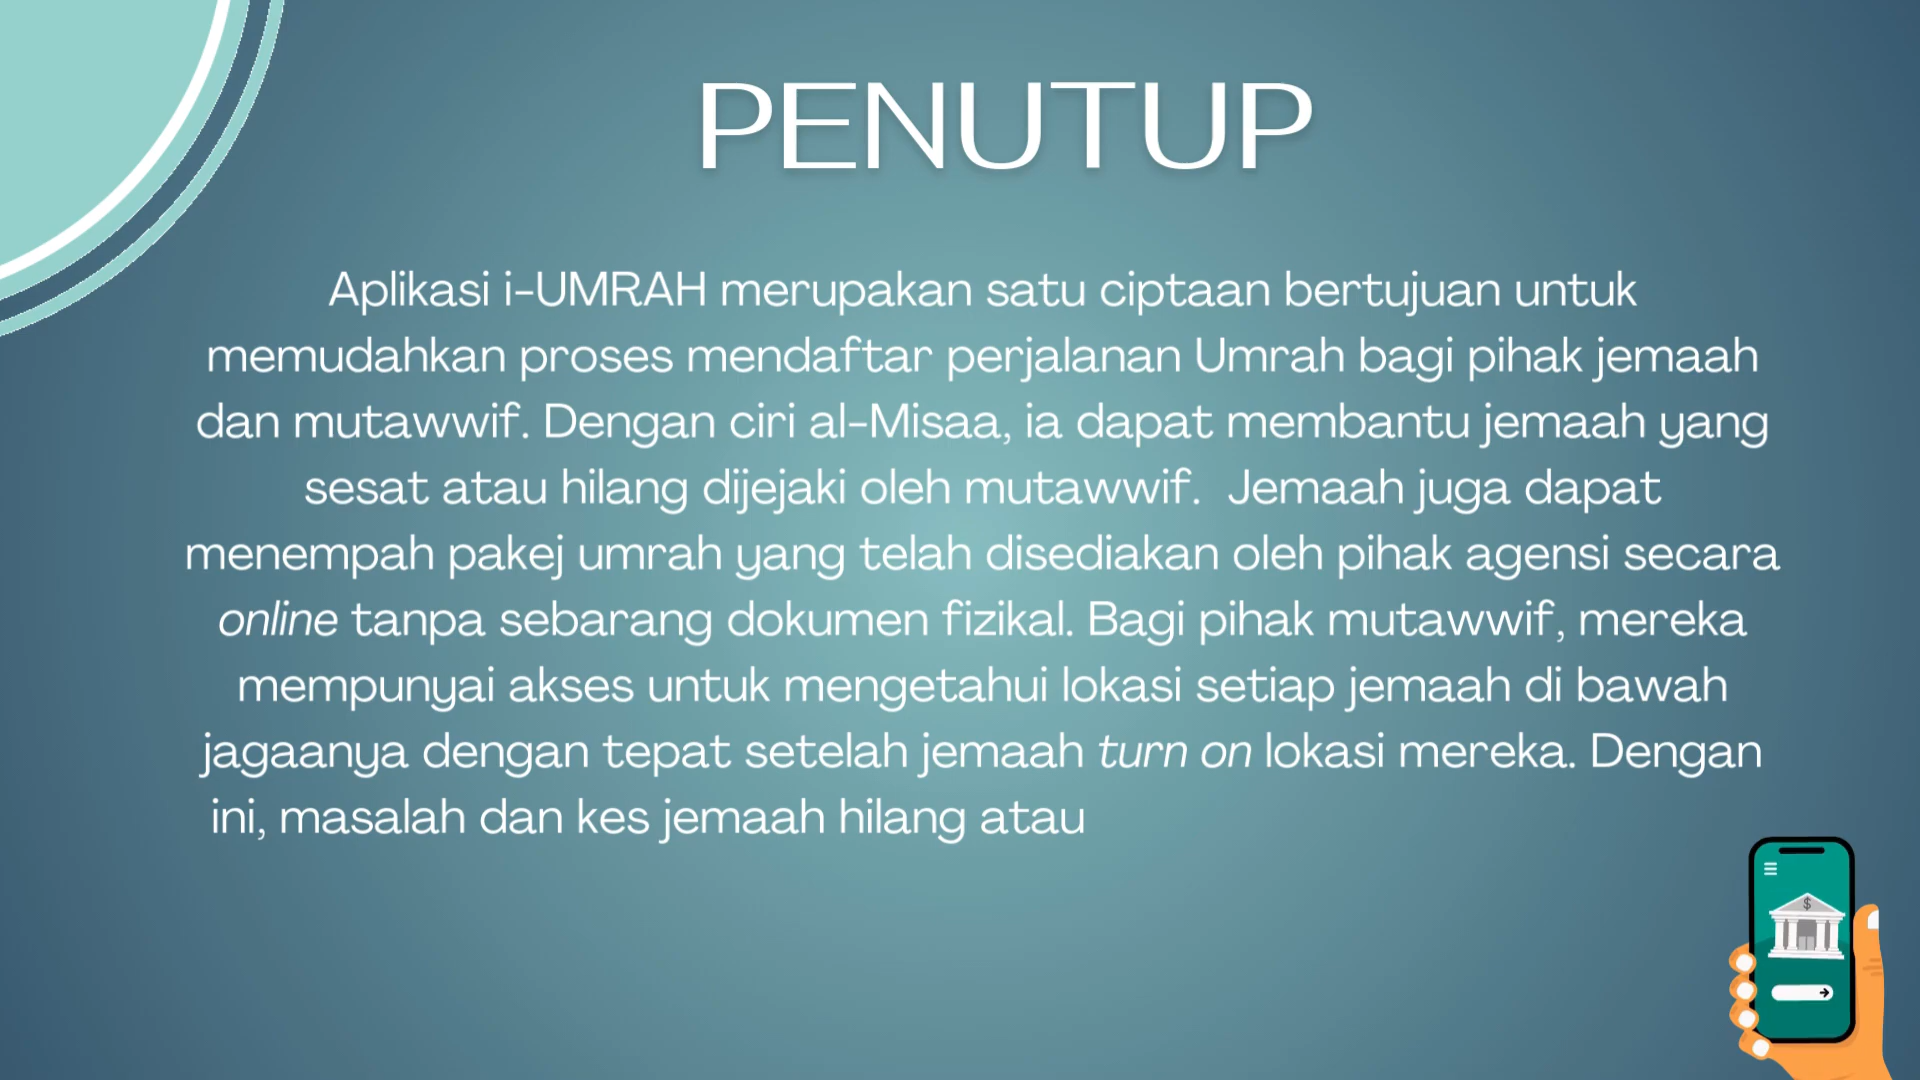 PENUTUP
Aplikasi i-UMRAH merupakan satu ciptaan bertujuan untuk
memudahkan proses mendaftar perjalanan Umrah bagi pihak jemaah
dan mutawwif. Dengan ciri al-Misaa, ia dapat membantu jemaah yang
sesat atau hilang dijejaki oleh mutawwif.  Jemaah juga dapat
menempah pakej umrah yang telah disediakan oleh pihak agensi secara
online tanpa sebarang dokumen fizikal. Bagi pihak mutawwif, mereka
mempunyai akses untuk mengetahui lokasi setiap jemaah di bawah
jagaanya dengan tepat setelah jemaah turn on lokasi mereka. Dengan
ini, masalah dan kes jemaah hilang atau
$